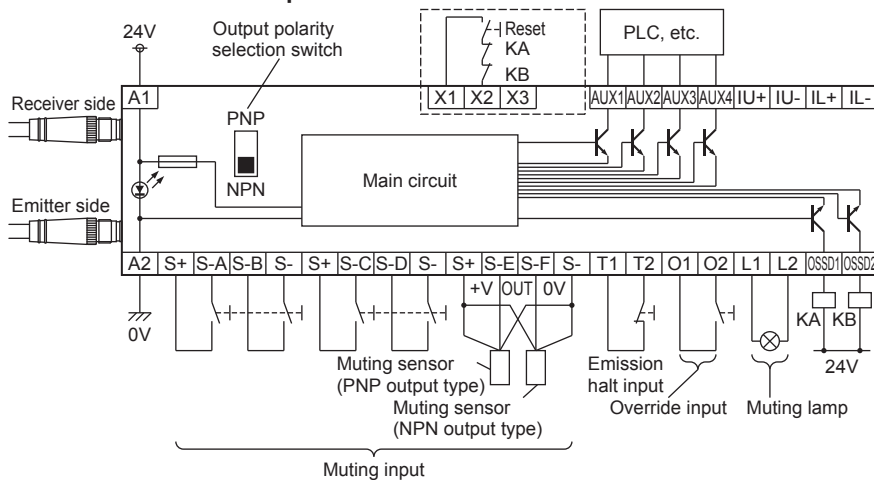 24V
Output polarity
selection switch
Reset
KA
KB
PLC, etc.
A1
X1 X2 X3
AUX1 AUX2 AUX3 AUX4 IU+ IU- IL+ IL-
Receiver side
PNP
NPN
Main circuit
Emitter side
A2 S+ S-A S-B S- S+ S-C S-D S- S+ S-E S-F S- T1 T2 O1 O2 L1 L2 OSSD1 OSSD2
+V OUT 0V
0V
KA KB
24V
Muting sensor
(PNP output type)
Muting sensor
(NPN output type)
Emission
halt input
Override input
Muting lamp
Muting input